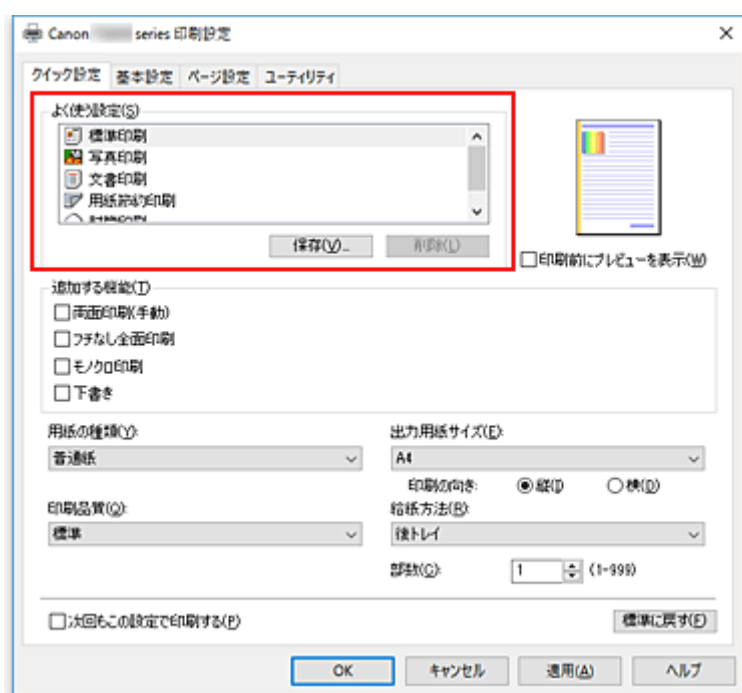 Canon series 印刷設定
クイック設定 基本設定 ページ設定 ユーティリティ
よく使う設定(S)
標準印刷
写真印刷
文書印刷
用紙節約印刷
保存(V)...
削除(L)
印刷前にプレビューを表示(W)
追加する機能(T)
両面印刷(手動)
フチなし全面印刷
モノクロ印刷
下書き
用紙の種類(Y):
普通紙
出力用紙サイズ(E):
A4
印刷の向き: 縦(I) 横(D)
印刷品質(Q):
標準
給紙方法(R):
後トレイ
部数(C): 1 (1-999)
次回もこの設定で印刷する(P)
標準に戻す(F)
OK キャンセル 適用(A) ヘルプ